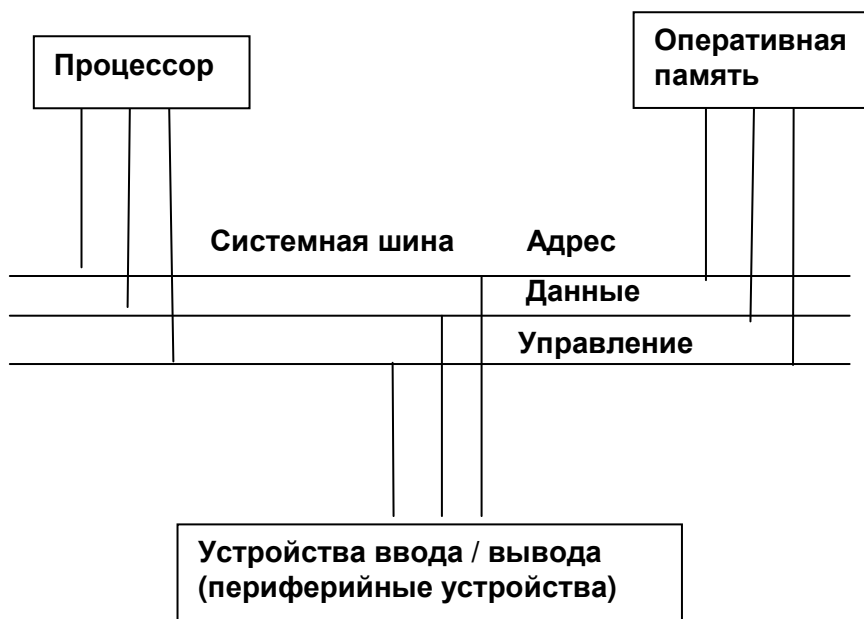 Процессор
Оперативная
память
Системная шина
Адрес
Данные
Управление
Устройства ввода / вывода
(периферийные устройства)